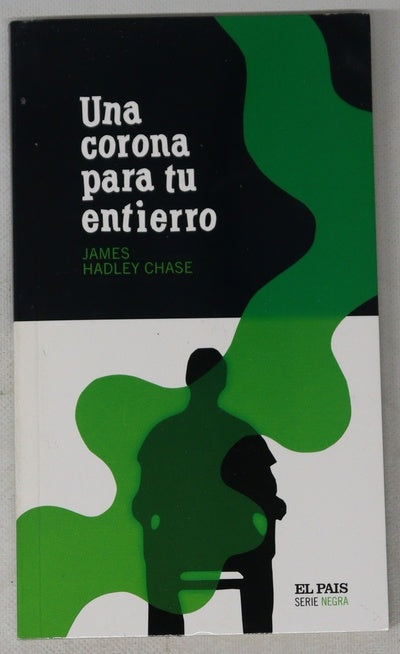 Una
corona
para tu
entierro
JAMES
HADLEY CHASE
EL PAIS
SERIE NEGRA